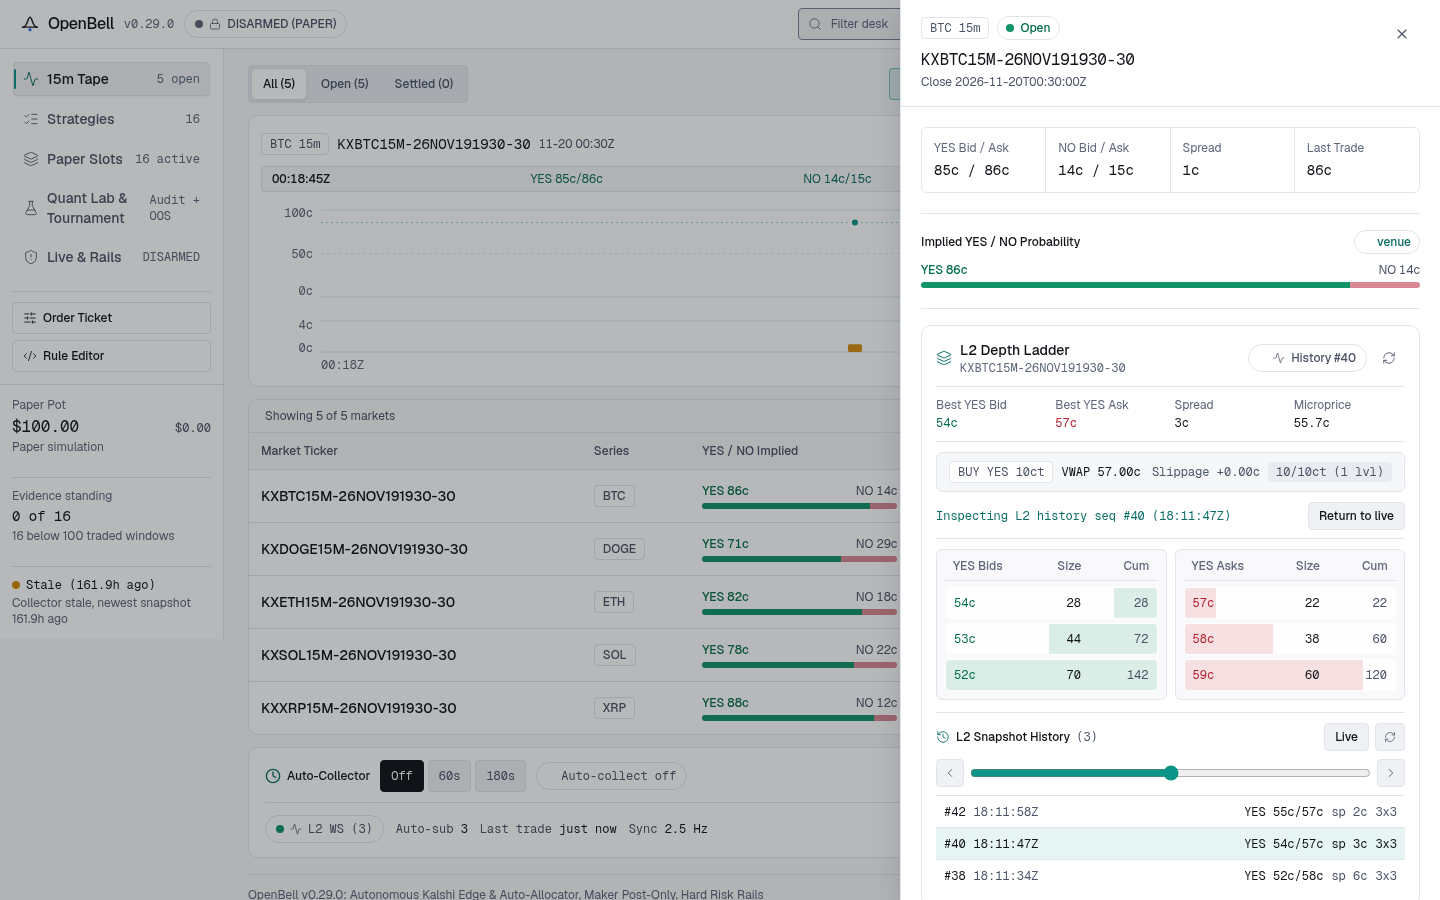 OpenBell v0.29.0 DISARMED (PAPER) Filter desk
15m Tape 5 open
Strategies 16
Paper Slots 16 active
Quant Lab & Tournament Audit + OOS
Live & Rails DISARMED
Order Ticket
Rule Editor
Paper Pot
$100.00 $0.00
Paper simulation
Evidence standing
0 of 16
16 below 100 traded windows
Stale (161.9h ago)
Collector stale, newest snapshot
161.9h ago
All (5) Open (5) Settled (0)
BTC 15m KXBTC15M-26NOV191930-30 11-20 00:30Z
00:18:45Z YES 85c/86c NO 14c/15c
100c
50c
0c
4c
0c
00:18Z
Showing 5 of 5 markets
Market Ticker Series YES / NO Implied
KXBTC15M-26NOV191930-30 BTC YES 86c NO 14c
KXDOGE15M-26NOV191930-30 DOGE YES 71c NO 29c
KXETH15M-26NOV191930-30 ETH YES 82c NO 18c
KXSOL15M-26NOV191930-30 SOL YES 78c NO 22c
KXXRP15M-26NOV191930-30 XRP YES 88c NO 12c
Auto-Collector Off 60s 180s Auto-collect off
L2 WS (3) Auto-sub 3 Last trade just now Sync 2.5 Hz
OpenBell v0.29.0: Autonomous Kalshi Edge & Auto-Allocator, Maker Post-Only, Hard Risk Rails
BTC 15m Open
KXBTC15M-26NOV191930-30
Close 2026-11-20T00:30:00Z
YES Bid / Ask NO Bid / Ask Spread Last Trade
85c / 86c 14c / 15c 1c 86c
Implied YES / NO Probability venue
YES 86c NO 14c
L2 Depth Ladder
KXBTC15M-26NOV191930-30
History #40
Best YES Bid Best YES Ask Spread Microprice
54c 57c 3c 55.7c
BUY YES 10ct VWAP 57.00c Slippage +0.00c 10/10ct (1 lvl)
Inspecting L2 history seq #40 (18:11:47Z) Return to live
YES Bids Size Cum YES Asks Size Cum
54c 28 28 57c 22 22
53c 44 72 58c 38 60
52c 70 142 59c 60 120
L2 Snapshot History (3) Live
#42 18:11:58Z YES 55c/57c sp 2c 3x3
#40 18:11:47Z YES 54c/57c sp 3c 3x3
#38 18:11:34Z YES 52c/58c sp 6c 3x3